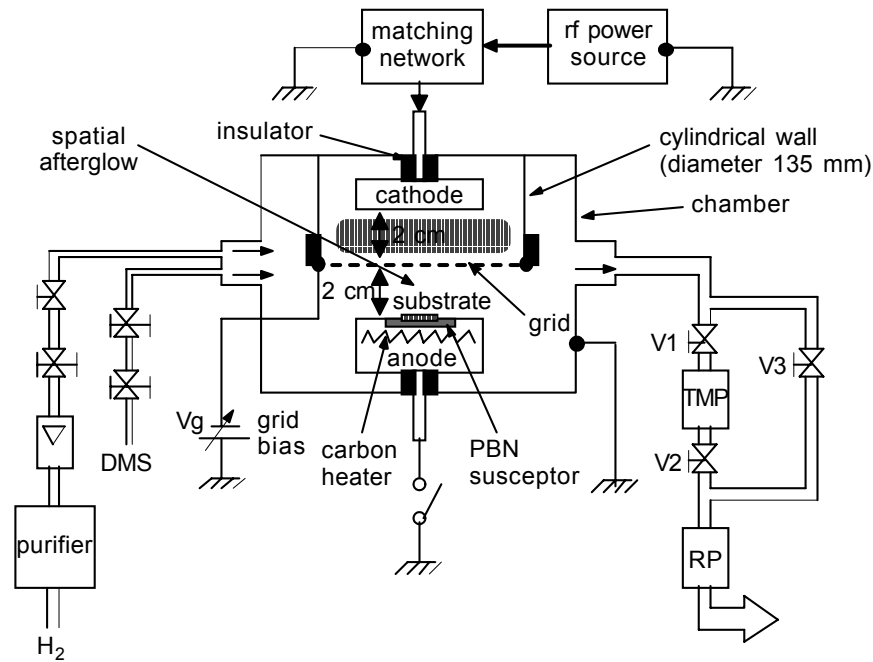 matching
network
rf power
source
spatial
afterglow
insulator
cylindrical wall
(diameter 135 mm)
cathode
chamber
2 cm
2 cm
substrate
grid
anode
V1
V3
TMP
Vg
grid
bias
DMS
carbon
heater
PBN
susceptor
V2
purifier
RP
H2